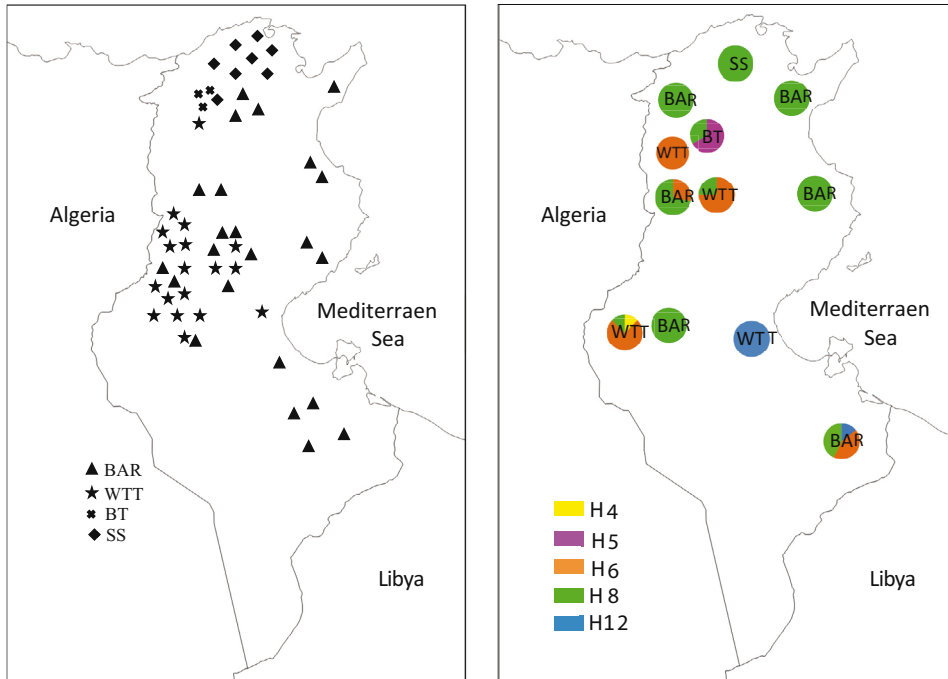 Algeria
Mediterraen
Sea
BAR
WTT
BT
SS
Libya
SS
BAR
BAR
BT
WTT
BAR
WTT
BAR
Algeria
Mediterraen
Sea
WTT
BAR
WTT
BAR
H4
H5
H6
H8
H12
Libya